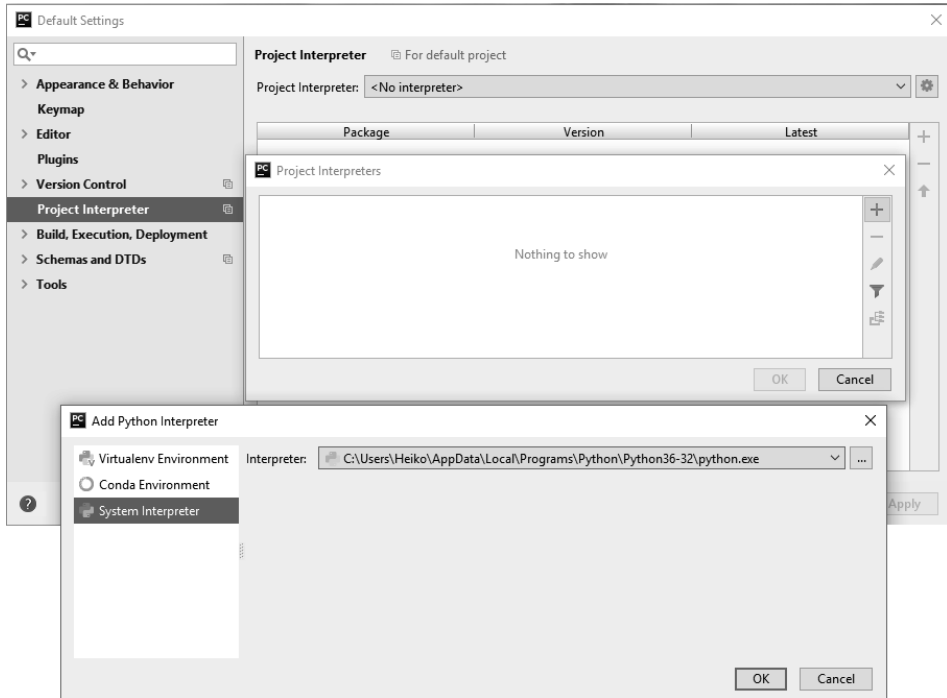 PC Default Settings
Project Interpreter For default project
Appearance & Behavior
Keymap
Editor
Plugins
Version Control
Project Interpreter
Build, Execution, Deployment
Schemas and DTDs
Tools
Project Interpreter: <No interpreter>
Package Version Latest
PC Project Interpreters
Nothing to show
OK Cancel
Apply
PC Add Python Interpreter
Virtualenv Environment
Conda Environment
System Interpreter
Interpreter: C:\Users\Heiko\AppData\Local\Programs\Python\Python36-32\python.exe ...
OK Cancel